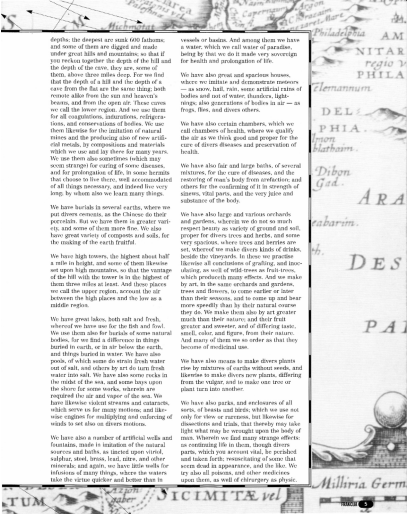 depths; the deepest are sunk 600 fathoms;
and some of them are digged and made
under great hills and mountains; so that if
you reckon together the depth of the hill and
the depth of the cave, they are, some of
them, above three miles deep. For we find
that the depth of a hill and the depth of a
cave from the flat are the same thing; both
remote alike from the sun and heaven's
beams, and from the open air. These caves
we call the lower region. And we use them
for all coagulations, indurations, refrigera-
tions, and conservations of bodies. We use
them likewise for the imitation of natural
mines and the producing also of new artifi-
cial metals, by compositions and materials
which we use and lay there for many years.
We use them also sometimes (which may
seem strange) for curing of some diseases,
and for prolongation of life, in some hermits
that choose to live there, well accommodated
of all things necessary, and indeed live very
long; by whom also we learn many things.
We have burials in several earths, where we
put divers cements, as the Chinese do their
porcelain. But we have them in greater vari-
ety, and some of them more fine. We also
have great variety of composts and soils, for
the making of the earth fruitful.
We have high towers, the highest about half
a mile in height, and some of them likewise
set upon high mountains, so that the vantage
of the hill with the tower is in the highest of
them three miles at least. And these places
we call the upper region, account the air
between the high places and the low as a
middle region.
We have great lakes, both salt and fresh,
whereof we have use for the fish and fowl.
We use them also for burials of some natural
bodies, for we find a difference in things
buried in earth, or in air below the earth,
and things buried in water. We have also
pools, of which some do strain fresh water
out of salt, and others by art do turn fresh
water into salt. We have also some rocks in
the midst of the sea, and some bays upon
the shore for some works, wherein are
required the air and vapor of the sea. We
have likewise violent streams and cataracts,
which serve us for many motions; and like-
wise engines for multiplying and enforcing of
winds to set also on divers motions.
We have also a number of artificial wells and
fountains, made in imitation of the natural
sources and baths, as tincted upon vitriol,
sulphur, steel, brass, lead, nitre, and other
minerals; and again, we have little wells for
infusions of many things, where the waters
take the virtue quicker and better than in
vessels or basins. And among them we have
a water, which we call water of paradise,
being by that we do it made very sovereign
for health and prolongation of life.
We have also great and spacious houses,
where we imitate and demonstrate meteors
— as snow, hail, rain, some artificial rains of
bodies and not of water, thunders, light-
nings; also generations of bodies in air — as
frogs, flies, and divers others.
We have also certain chambers, which we
call chambers of health, where we qualify
the air as we think good and proper for the
cure of divers diseases and preservation of
health.
We have also fair and large baths, of several
mixtures, for the cure of diseases, and the
restoring of man's body from arefaction; and
others for the confirming of it in strength of
sinews, vital parts, and the very juice and
substance of the body.
We have also large and various orchards
and gardens, wherein we do not so much
respect beauty as variety of ground and soil,
proper for divers trees and herbs, and some
very spacious, where trees and berries are
set, whereof we make divers kinds of drinks,
beside the vineyards. In these we practise
likewise all conclusions of grafting, and inoc-
ulating, as well of wild-trees as fruit-trees,
which produceth many effects. And we make
by art, in the same orchards and gardens,
trees and flowers, to come earlier or later
than their seasons, and to come up and bear
more speedily than by their natural course
they do. We make them also by art greater
much than their nature; and their fruit
greater and sweeter, and of differing taste,
smell, color, and figure, from their nature.
And many of them we so order as that they
become of medicinal use.
We have also means to make divers plants
rise by mixtures of earths without seeds, and
likewise to make divers new plants, differing
from the vulgar, and to make one tree or
plant turn into another.
We have also parks, and enclosures of all
sorts, of beasts and birds; which we use not
only for view or rareness, but likewise for
dissections and trials, that thereby may take
light what may be wrought upon the body of
man. Wherein we find many strange effects:
as continuing life in them, though divers
parts, which you account vital, be perished
and taken forth; resuscitating of some that
seem dead in appearance, and the like. We
try also all poisons, and other medicines
upon them, as well of chirurgery as physic.
Philadelphia
AM
NITAR
regio
PHILA
DEL
PHIA
Dibon
Gad.
ARA
DES
PA
Milliria Germ
TUM
SICIMITÆ vel
5